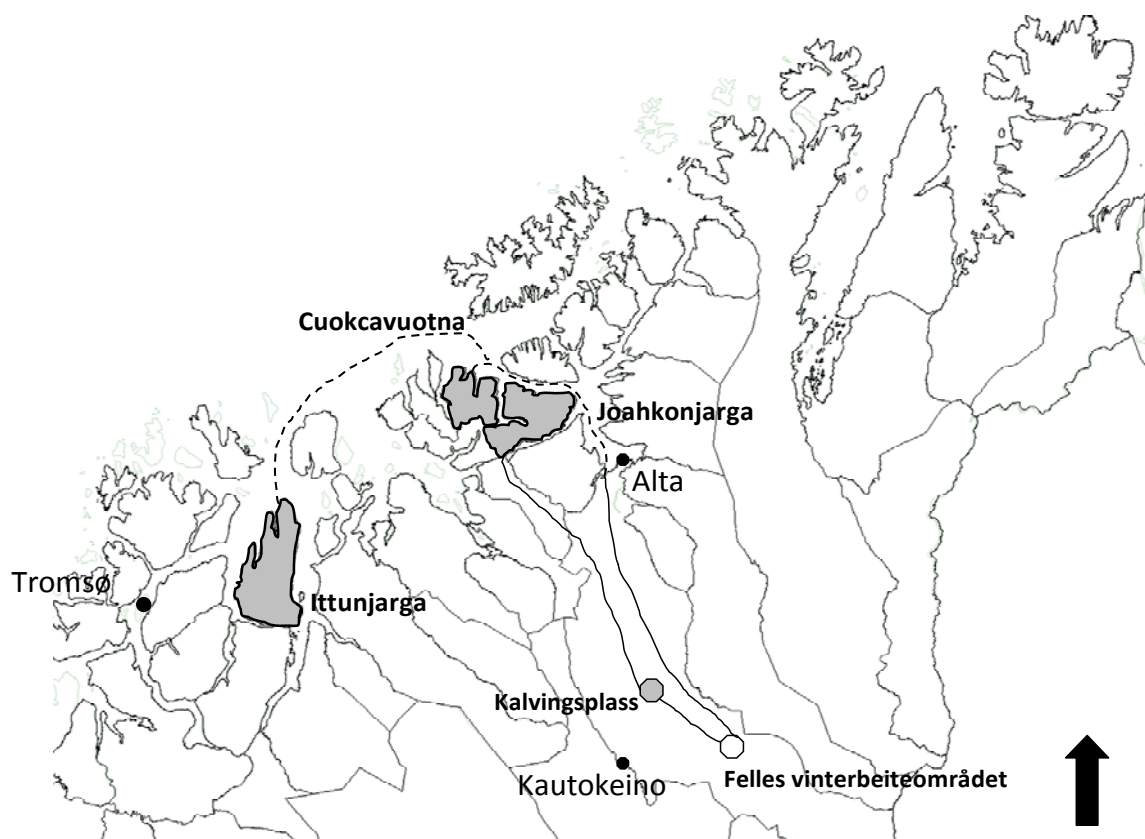 Cuokcavuotna
Joahkonjarga
Alta
Tromsø
Ittunjarga
Kalvingsplass
Felles vinterbeiteområdet
Kautokeino